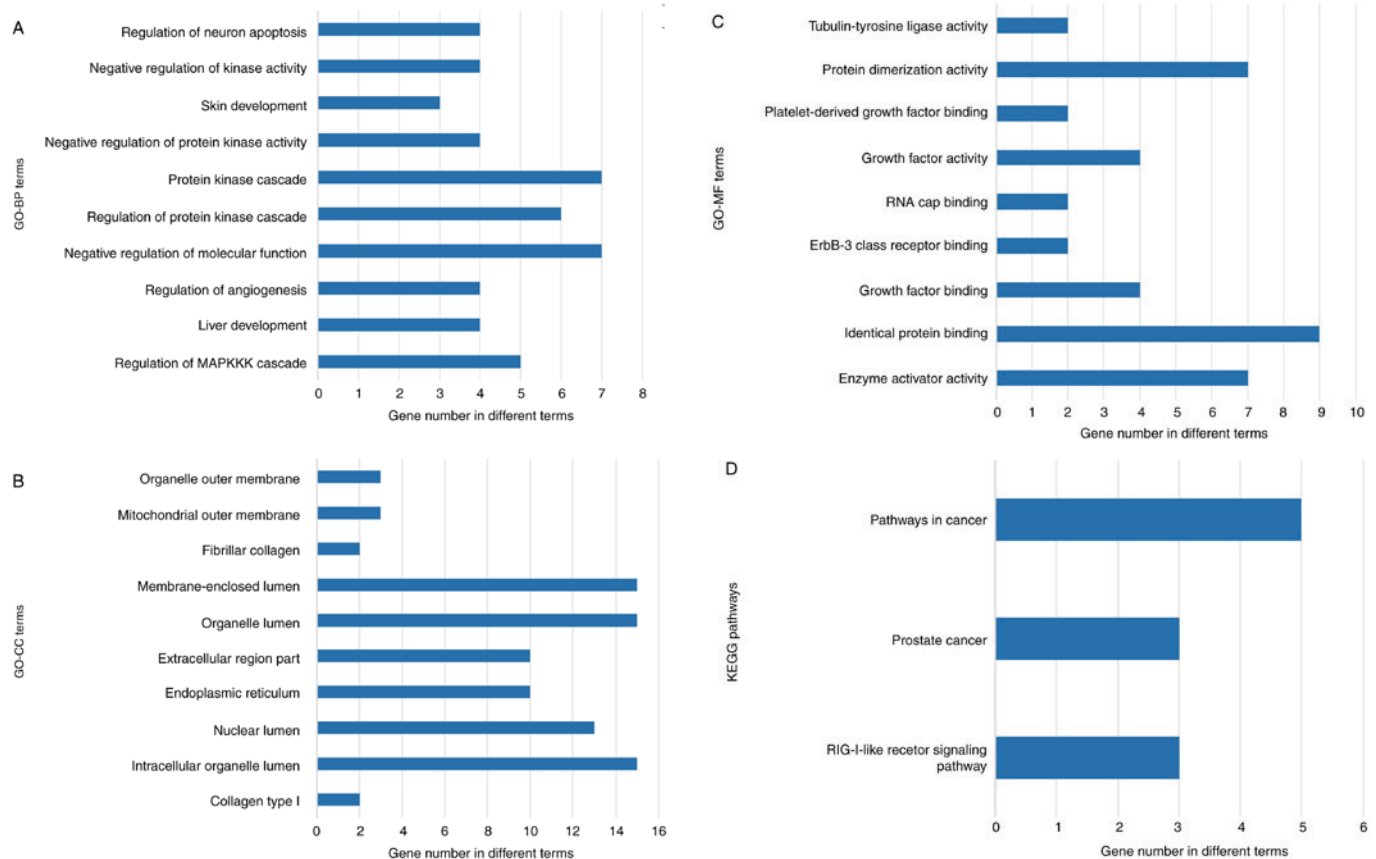 A
GO-BP terms
Regulation of neuron apoptosis
Negative regulation of kinase activity
Skin development
Negative regulation of protein kinase activity
Protein kinase cascade
Regulation of protein kinase cascade
Negative regulation of molecular function
Regulation of angiogenesis
Liver development
Regulation of MAPKKK cascade
0 1 2 3 4 5 6 7 8
Gene number in different terms
B
GO-CC terms
Organelle outer membrane
Mitochondrial outer membrane
Fibrillar collagen
Membrane-enclosed lumen
Organelle lumen
Extracellular region part
Endoplasmic reticulum
Nuclear lumen
Intracellular organelle lumen
Collagen type I
0 2 4 6 8 10 12 14 16
Gene number in different terms
C
GO-MF terms
Tubulin-tyrosine ligase activity
Protein dimerization activity
Platelet-derived growth factor binding
Growth factor activity
RNA cap binding
ErbB-3 class receptor binding
Growth factor binding
Identical protein binding
Enzyme activator activity
0 1 2 3 4 5 6 7 8 9 10
Gene number in different terms
D
KEGG pathways
Pathways in cancer
Prostate cancer
RIG-I-like recetor signaling
pathway
0 1 2 3 4 5 6
Gene number in different terms